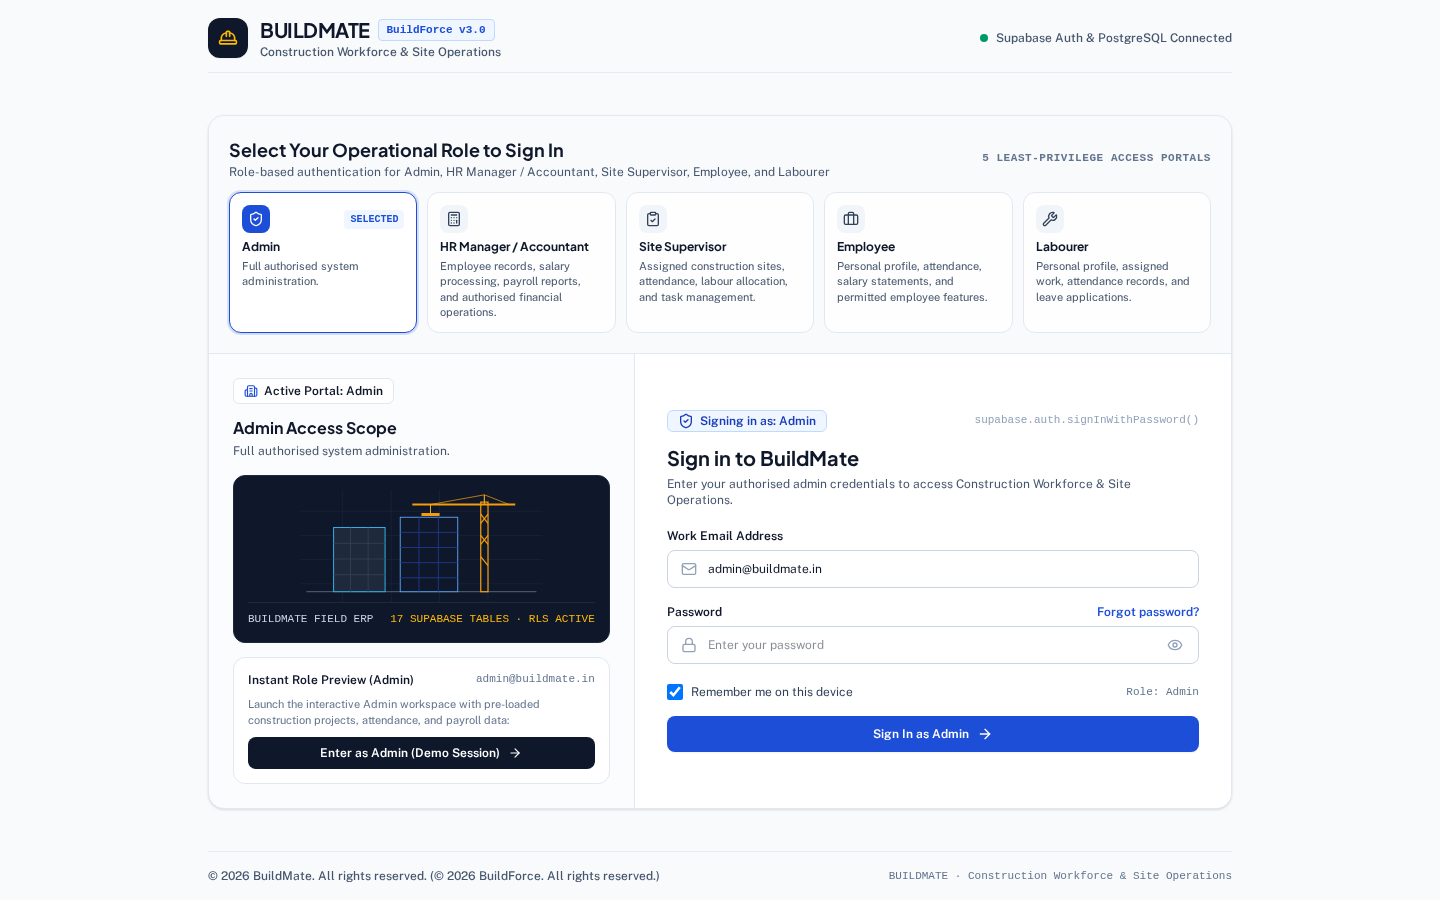 BUILDMATE BuildForce v3.0
Construction Workforce & Site Operations
Supabase Auth & PostgreSQL Connected
Select Your Operational Role to Sign In
Role-based authentication for Admin, HR Manager / Accountant, Site Supervisor, Employee, and Labourer
5 LEAST-PRIVILEGE ACCESS PORTALS
SELECTED
Admin
Full authorised system
administration.
HR Manager / Accountant
Employee records, salary
processing, payroll reports,
and authorised financial
operations.
Site Supervisor
Assigned construction sites,
attendance, labour allocation,
and task management.
Employee
Personal profile, attendance,
salary statements, and
permitted employee features.
Labourer
Personal profile, assigned
work, attendance records, and
leave applications.
Active Portal: Admin
Admin Access Scope
Full authorised system administration.
BUILDMATE FIELD ERP 17 SUPABASE TABLES · RLS ACTIVE
Instant Role Preview (Admin) admin@buildmate.in
Launch the interactive Admin workspace with pre-loaded
construction projects, attendance, and payroll data:
Enter as Admin (Demo Session)
Signing in as: Admin supabase.auth.signInWithPassword()
Sign in to BuildMate
Enter your authorised admin credentials to access Construction Workforce & Site
Operations.
Work Email Address
admin@buildmate.in
Password Forgot password?
Enter your password
Remember me on this device Role: Admin
Sign In as Admin
© 2026 BuildMate. All rights reserved. (© 2026 BuildForce. All rights reserved.)
BUILDMATE · Construction Workforce & Site Operations